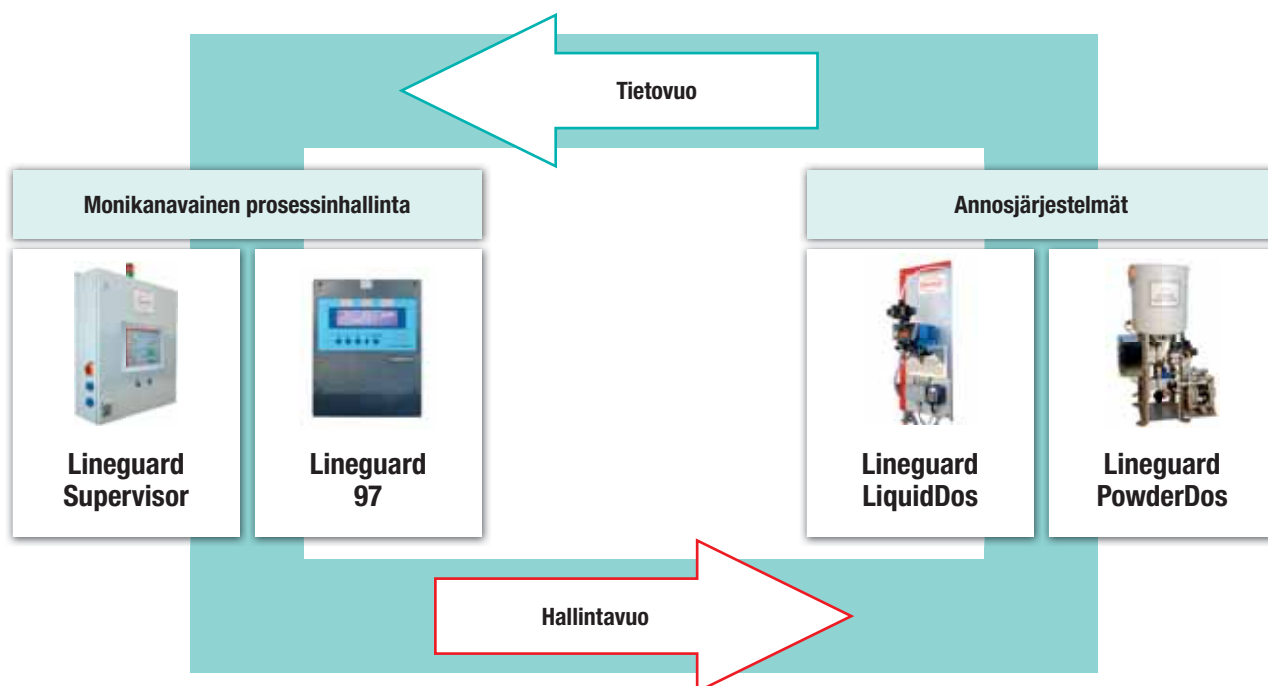 Tietovuo
Monikanavainen prosessinhallinta
Annosjärjestelmät
Lineguard
Supervisor
Lineguard
97
Lineguard
LiquidDos
Lineguard
PowderDos
Hallintavuo